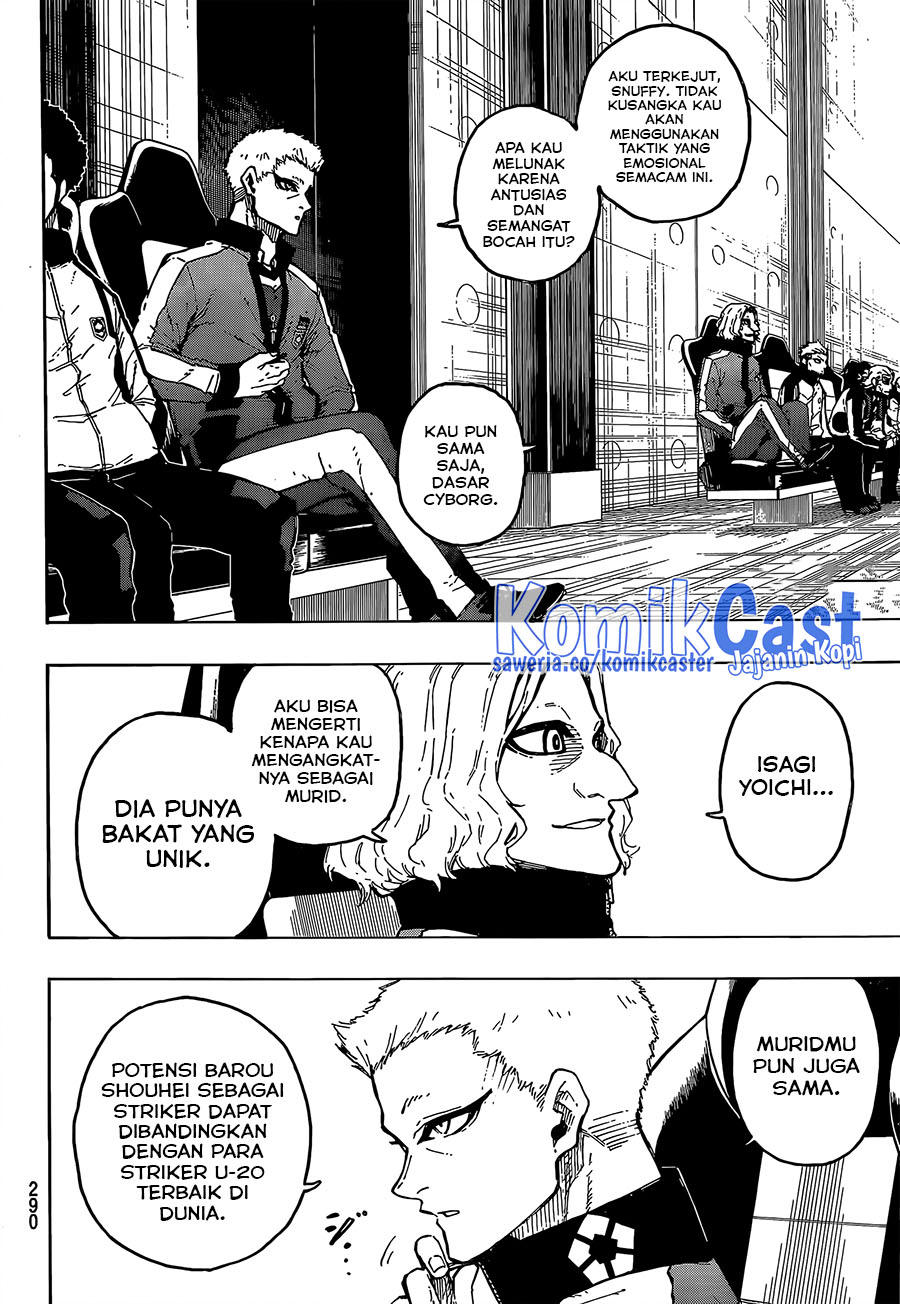 AKU TERKEJUT,
SNUFFY. TIDAK
KUSANGKA KAU
AKAN
MENGGUNAKAN
TAKTIK YANG
EMOSIONAL
SEMACAM INI.
APA KAU
MELUNAK
KARENA
ANTUSIAS
DAN
SEMANGAT
BOCAH ITU?
KAU PUN
SAMA
SAJA,
DASAR
CYBORG.
KomikCast
saweria.co/komikcaster Jajanin Kopi
ISAGI
YOICHI...
AKU BISA
MENGERTI
KENAPA KAU
MENGANGKAT-
NYA SEBAGAI
MURID.
DIA PUNYA
BAKAT YANG
UNIK.
MURIDMU
PUN JUGA
SAMA.
POTENSI BAROU
SHOUHEI SEBAGAI
STRIKER DAPAT
DIBANDINGKAN
DENGAN PARA
STRIKER U-20
TERBAIK DI
DUNIA.
290